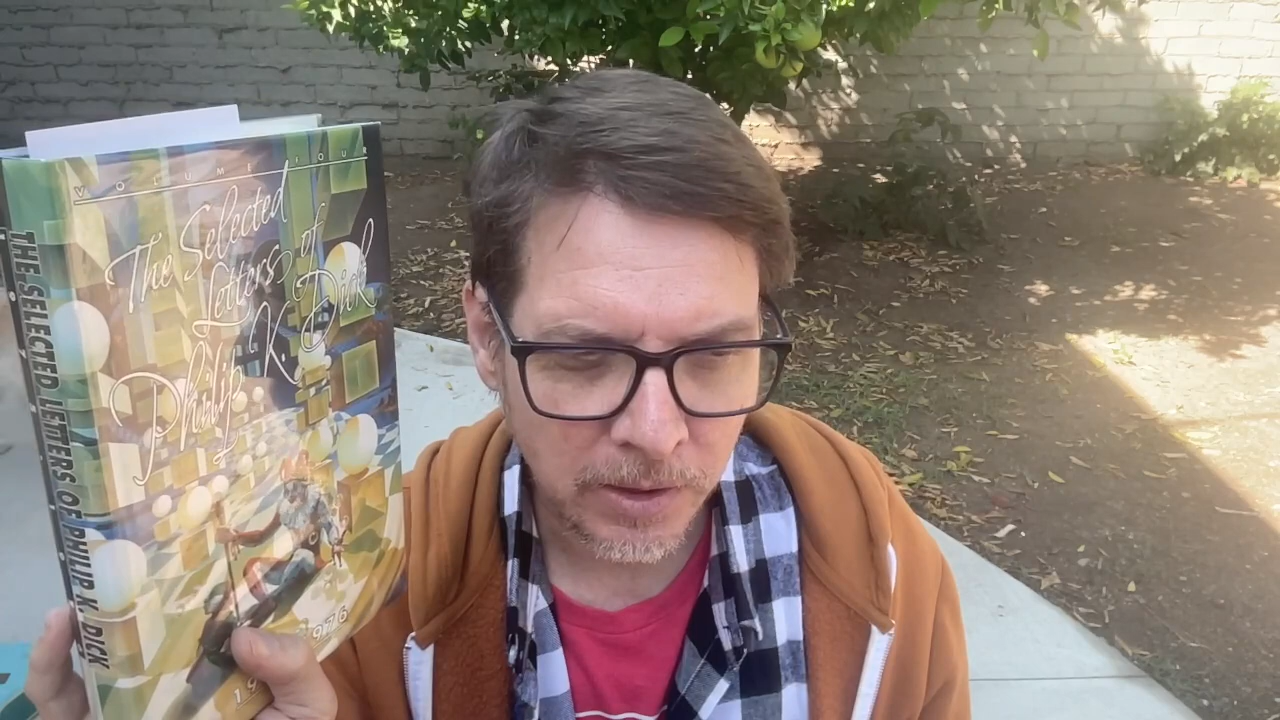 VOLUME FOUR
The Selected
Letters of
Philip K. Dick
1976
THE SELECTED LETTERS OF PHILIP K. DICK